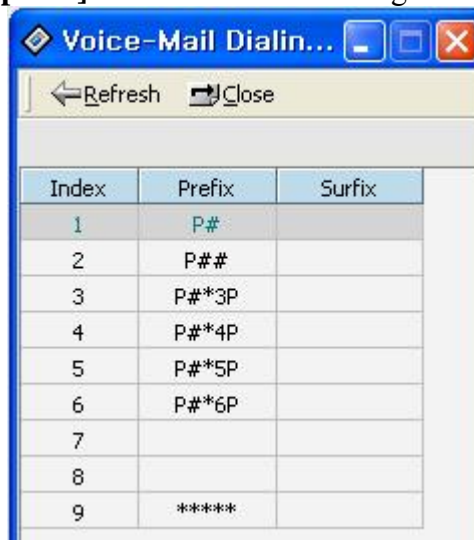 Voice-Mail Dialin...
Refresh Close
Index Prefix Surfix
1 P#
2 P##
3 P#*3P
4 P#*4P
5 P#*5P
6 P#*6P
7
8
9 *****